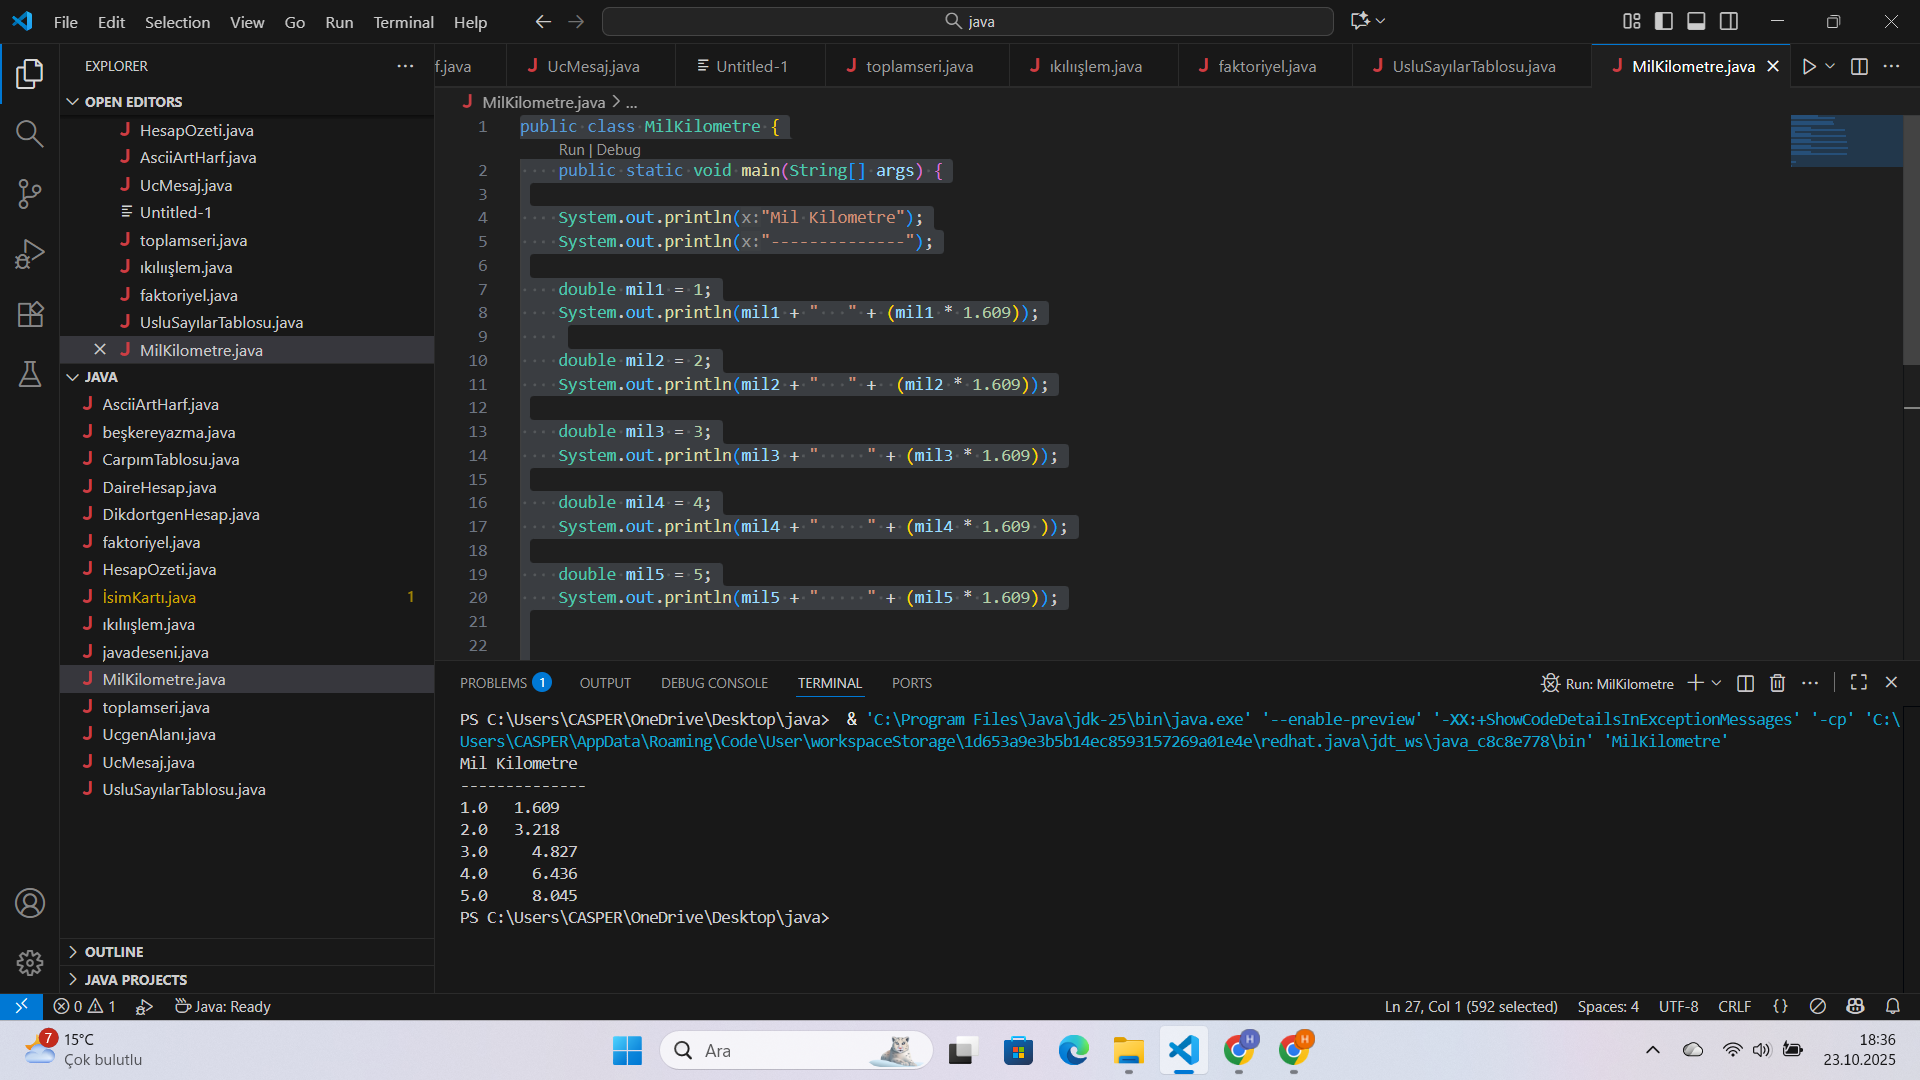 File Edit Selection View Go Run Terminal Help
java
EXPLORER
OPEN EDITORS
HesapOzeti.java
AsciiArtHarf.java
UcMesaj.java
Untitled-1
toplamseri.java
ıkılıışlem.java
faktoriyel.java
UsluSayılarTablosu.java
MilKilometre.java
JAVA
AsciiArtHarf.java
beşkereyazma.java
CarpımTablosu.java
DaireHesap.java
DikdortgenHesap.java
faktoriyel.java
HesapOzeti.java
İsimKartı.java 1
ıkılıışlem.java
javadeseni.java
MilKilometre.java
toplamseri.java
UcgenAlanı.java
UcMesaj.java
UsluSayılarTablosu.java
OUTLINE
JAVA PROJECTS
f.java UcMesaj.java Untitled-1 toplamseri.java ıkılıışlem.java faktoriyel.java UsluSayılarTablosu.java MilKilometre.java
MilKilometre.java > ...
1 public class MilKilometre {
Run | Debug
2 public static void main(String[] args) {
3
4 System.out.println(x:"Mil Kilometre");
5 System.out.println(x:"--------------");
6
7 double mil1 = 1;
8 System.out.println(mil1 + "   " + (mil1 * 1.609));
9
10 double mil2 = 2;
11 System.out.println(mil2 + "   " +  (mil2 * 1.609));
12
13 double mil3 = 3;
14 System.out.println(mil3 + "     " + (mil3 * 1.609));
15
16 double mil4 = 4;
17 System.out.println(mil4 + "     " + (mil4 * 1.609 ));
18
19 double mil5 = 5;
20 System.out.println(mil5 + "     " + (mil5 * 1.609));
21
22
PROBLEMS 1 OUTPUT DEBUG CONSOLE TERMINAL PORTS
Run: MilKilometre
PS C:\Users\CASPER\OneDrive\Desktop\java>  & 'C:\Program Files\Java\jdk-25\bin\java.exe' '--enable-preview' '-XX:+ShowCodeDetailsInExceptionMessages' '-cp' 'C:\
Users\CASPER\AppData\Roaming\Code\User\workspaceStorage\1d653a9e3b5b14ec8593157269a01e4e\redhat.java\jdt_ws\java_c8c8e778\bin' 'MilKilometre'
Mil Kilometre
--------------
1.0   1.609
2.0   3.218
3.0     4.827
4.0     6.436
5.0     8.045
PS C:\Users\CASPER\OneDrive\Desktop\java>
0 1 Java: Ready Ln 27, Col 1 (592 selected) Spaces: 4 UTF-8 CRLF {}
7
15°C
Çok bulutlu
Ara
H
H
18:36
23.10.2025